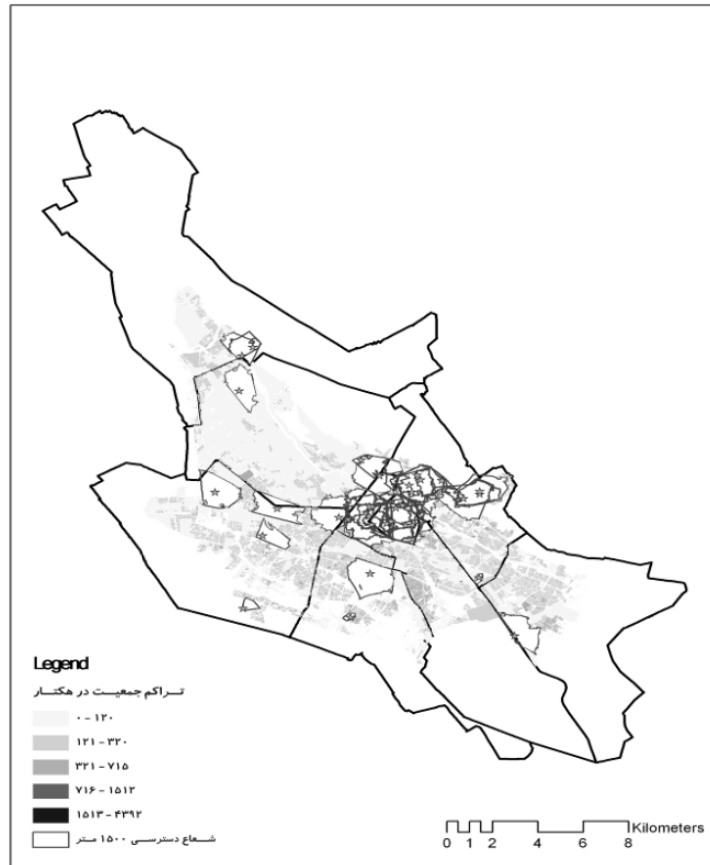 Legend
تراکم جمعیت در هکتار
۰ - ۱۲۰
۱۲۱ - ۳۲۰
۳۲۱ - ۷۱۵
۷۱۶ - ۱۵۱۲
۱۵۱۳ - ۴۳۹۲
شعاع دسترسی ۱۵۰۰ متر
Kilometers
0 1 2 4 6 8